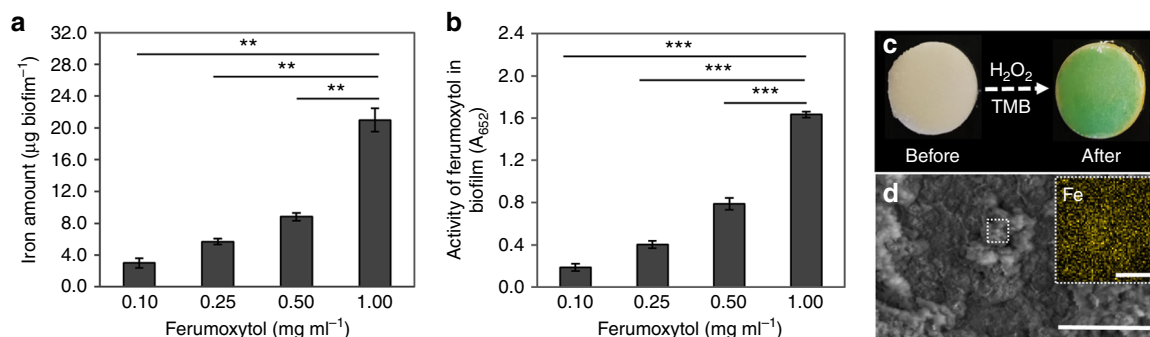 a
32.0
28.0
24.0
20.0
16.0
12.0
8.0
4.0
0.0
Iron amount (µg biofim⁻¹)
**
**
**
0.10 0.25 0.50 1.00
Ferumoxytol (mg ml⁻¹)
b
2.4
2.0
1.6
1.2
0.8
0.4
0.0
Activity of ferumoxytol in
biofilm (A₆₅₂)
***
***
***
0.10 0.25 0.50 1.00
Ferumoxytol (mg ml⁻¹)
c
H₂O₂
TMB
Before After
d
Fe